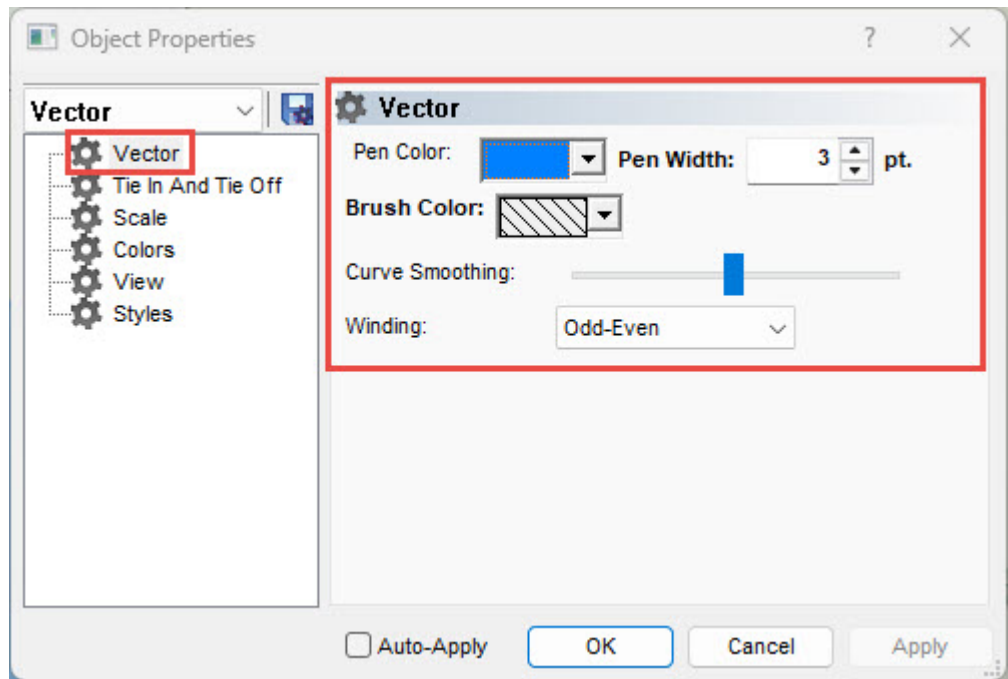 Object Properties ?
Vector
Vector
Tie In And Tie Off
Scale
Colors
View
Styles
Vector
Pen Color: Pen Width: 3 pt.
Brush Color:
Curve Smoothing:
Winding: Odd-Even
Auto-Apply OK Cancel Apply